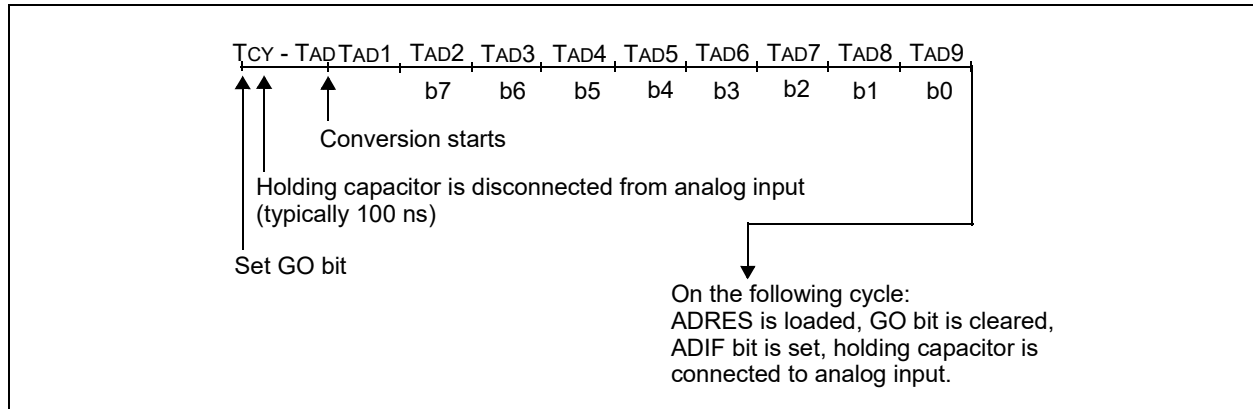 TCY - TAD TAD1 TAD2 TAD3 TAD4 TAD5 TAD6 TAD7 TAD8 TAD9
b7 b6 b5 b4 b3 b2 b1 b0
Conversion starts
Holding capacitor is disconnected from analog input
(typically 100 ns)
Set GO bit
On the following cycle:
ADRES is loaded, GO bit is cleared,
ADIF bit is set, holding capacitor is
connected to analog input.